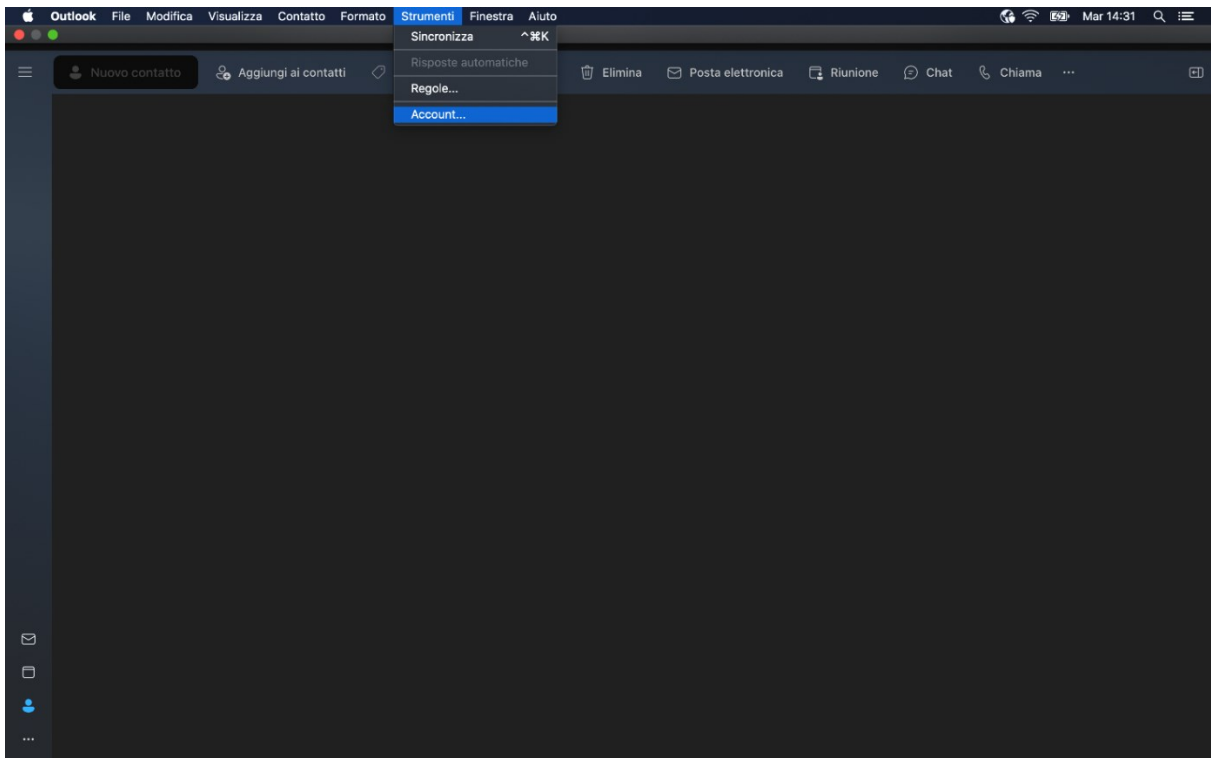 Outlook File Modifica Visualizza Contatto Formato Strumenti Finestra Aiuto Mar 14:31
Sincronizza ^⌘K
Risposte automatiche
Regole...
Account...
Nuovo contatto Aggiungi ai contatti Elimina Posta elettronica Riunione Chat Chiama ...